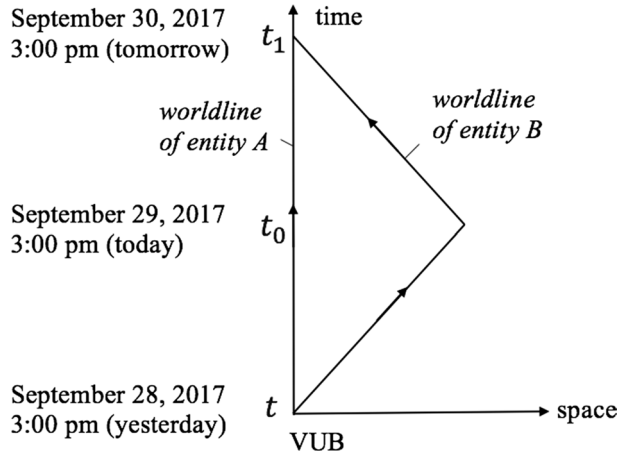 September 30, 2017
3:00 pm (tomorrow)
t₁
time
worldline
of entity A
worldline
of entity B
September 29, 2017
3:00 pm (today)
t₀
September 28, 2017
3:00 pm (yesterday)
t
space
VUB